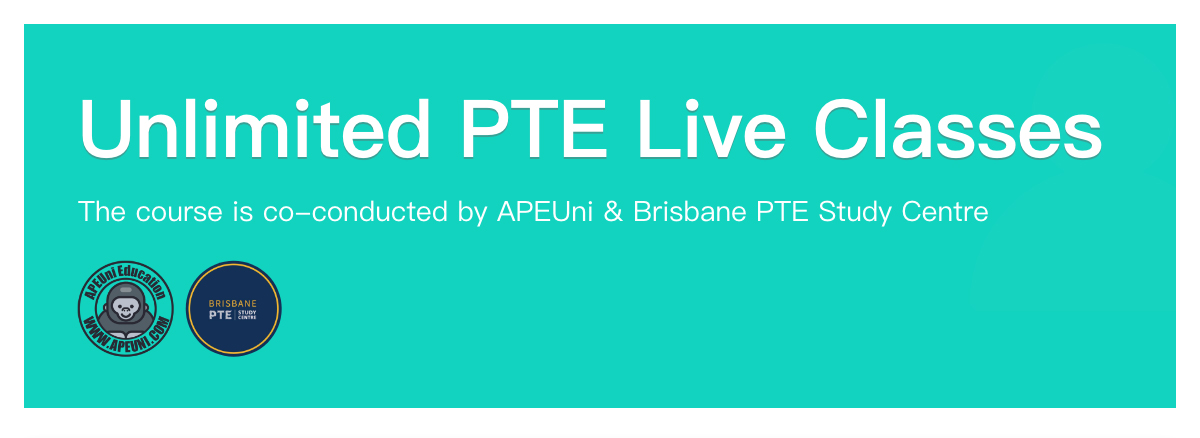 Unlimited PTE Live Classes
The course is co-conducted by APEUni & Brisbane PTE Study Centre
APEUni Education
WWW.APEUNI.COM
BRISBANE
PTE STUDY CENTRE